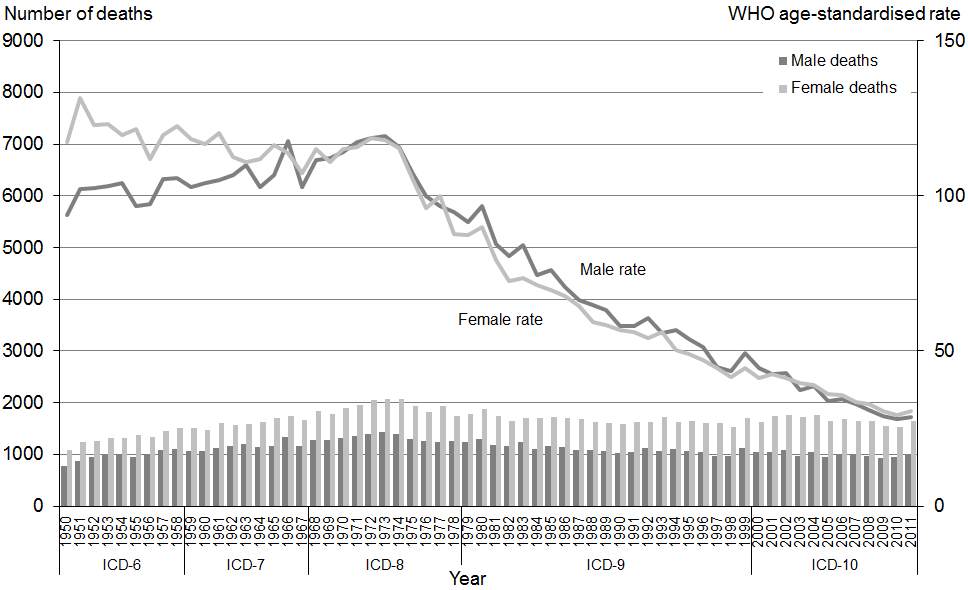 Number of deaths
WHO age-standardised rate
9000
8000
7000
6000
5000
4000
3000
2000
1000
0
150
100
50
0
Male deaths
Female deaths
Male rate
Female rate
1950 1951 1952 1953 1954 1955 1956 1957 1958 1959 1960 1961 1962 1963 1964 1965 1966 1967 1968 1969 1970 1971 1972 1973 1974 1975 1976 1977 1978 1979 1980 1981 1982 1983 1984 1985 1986 1987 1988 1989 1990 1991 1992 1993 1994 1995 1996 1997 1998 1999 2000 2001 2002 2003 2004 2005 2006 2007 2008 2009 2010 2011
ICD-6 ICD-7 ICD-8 ICD-9 ICD-10
Year